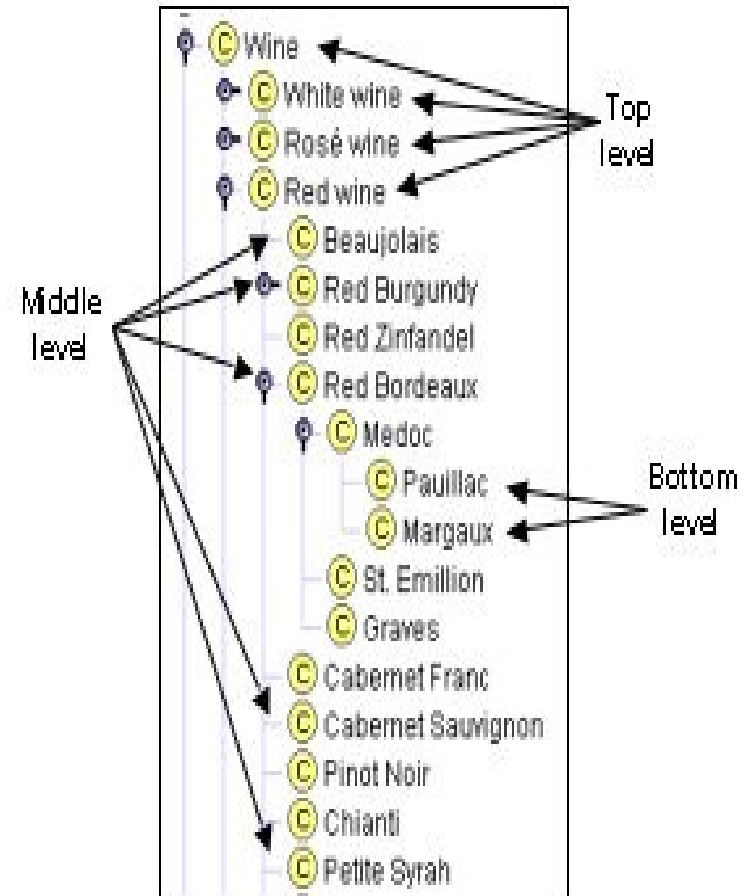 Wine
White wine
Rosé wine
Red wine
Top
level
Beaujolais
Red Burgundy
Red Zinfandel
Red Bordeaux
Middle
level
Medoc
Pauillac
Margaux
Bottom
level
St. Emillion
Graves
Cabernet Franc
Cabernet Sauvignon
Pinot Noir
Chianti
Petite Syrah